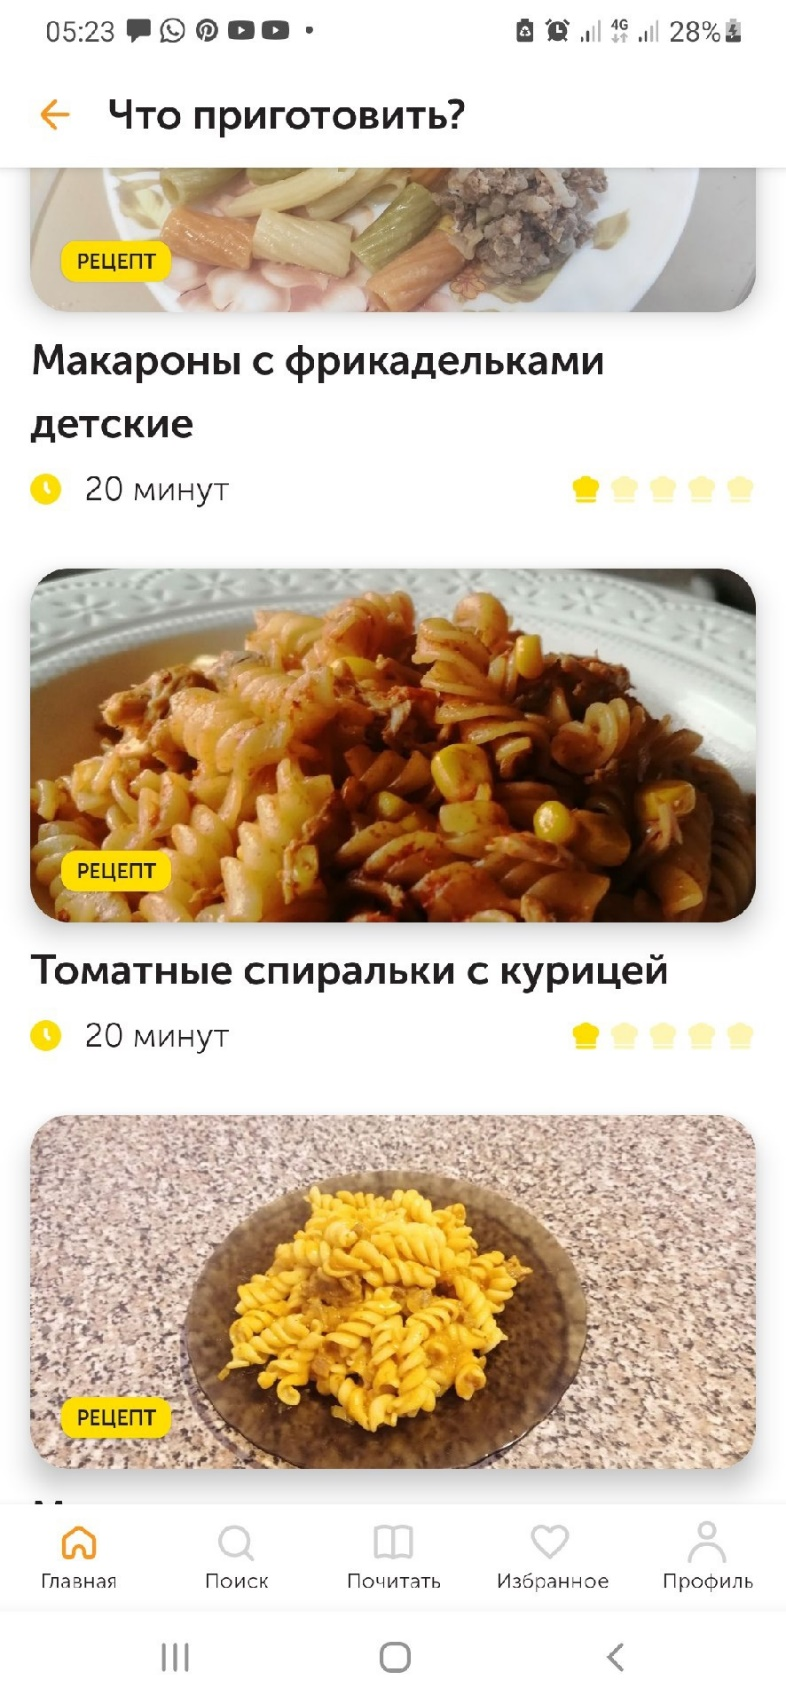 05:23
4G
28%
Что приготовить?
РЕЦЕПТ
Макароны с фрикадельками
детские
20 минут
РЕЦЕПТ
Томатные спиральки с курицей
20 минут
РЕЦЕПТ
Главная Поиск Почитать Избранное Профиль